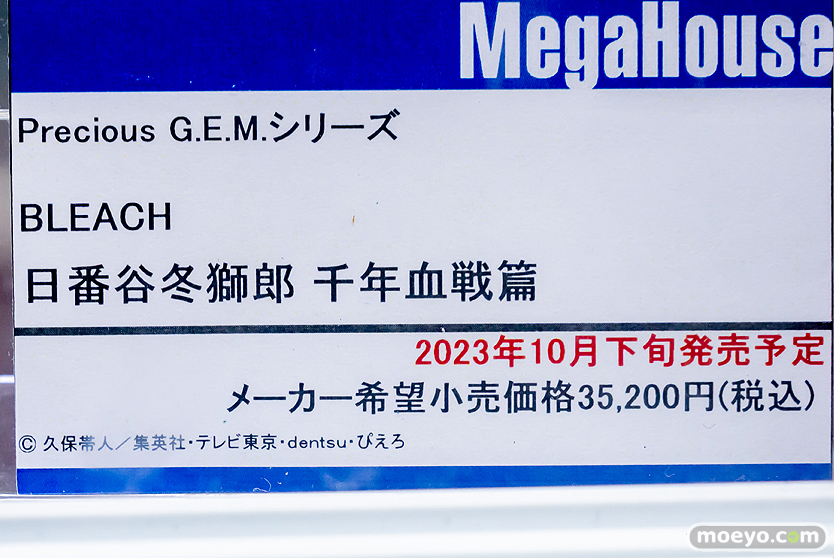 MegaHouse
Precious G.E.M.シリーズ
BLEACH
日番谷冬獅郎 千年血戦篇
2023年10月下旬発売予定
メーカー希望小売価格35,200円(税込)
© 久保帯人／集英社・テレビ東京・dentsu・ぴえろ
moeyo.com